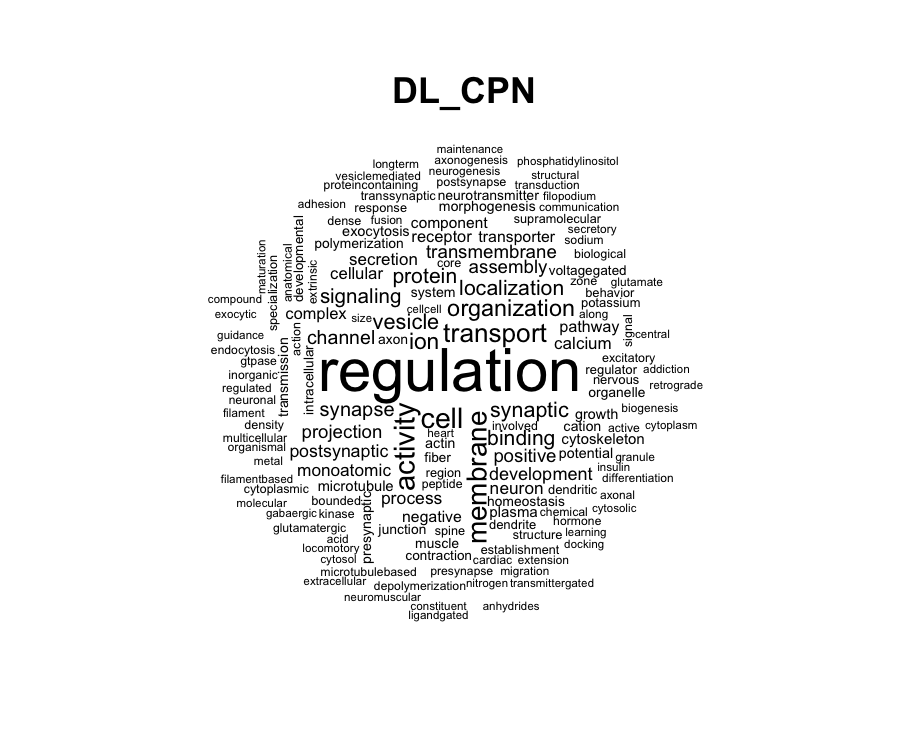 DL_CPN
maintenance
longterm axonogenesis phosphatidylinositol
vesiclemediated neurogenesis structural
proteincontaining postsynapse transduction
transsynaptic neurotransmitter filopodium
adhesion response morphogenesis communication
dense fusion component supramolecular
exocytosis receptor transporter secretory
polymerization transmembrane sodium
secretion core assembly biological
cellular protein voltagegated
maturation specialization anatomical developmental extrinsic
system localization zone glutamate
compound signaling behavior
exocytic complex size cellcell organization along potassium
vesicle transport pathway signal central
guidance action channel axon ion calcium
endocytosis
gtpase transmission intracellular regulation excitatory
inorganic regulator addiction
regulated nervous retrograde
neuronal organelle
filament synapse activity cell membrane synaptic growth biogenesis
density projection heart involved cation active cytoplasm
multicellular actin binding cytoskeleton
organismal postsynaptic fiber positive potential granule
metal monoatomic region development insulin
filamentbased microtubule peptide neuron dendritic differentiation
cytoplasmic bounded process homeostasis axonal
molecular presynaptic plasma chemical cytosolic
gabaergic kinase negative dendrite hormone
glutamatergic junction spine structure learning
acid muscle docking
locomotory contraction establishment
cytosol cardiac extension
microtubulebased presynapse migration
extracellular depolymerization nitrogen transmittergated
neuromuscular
constituent anhydrides
ligandgated